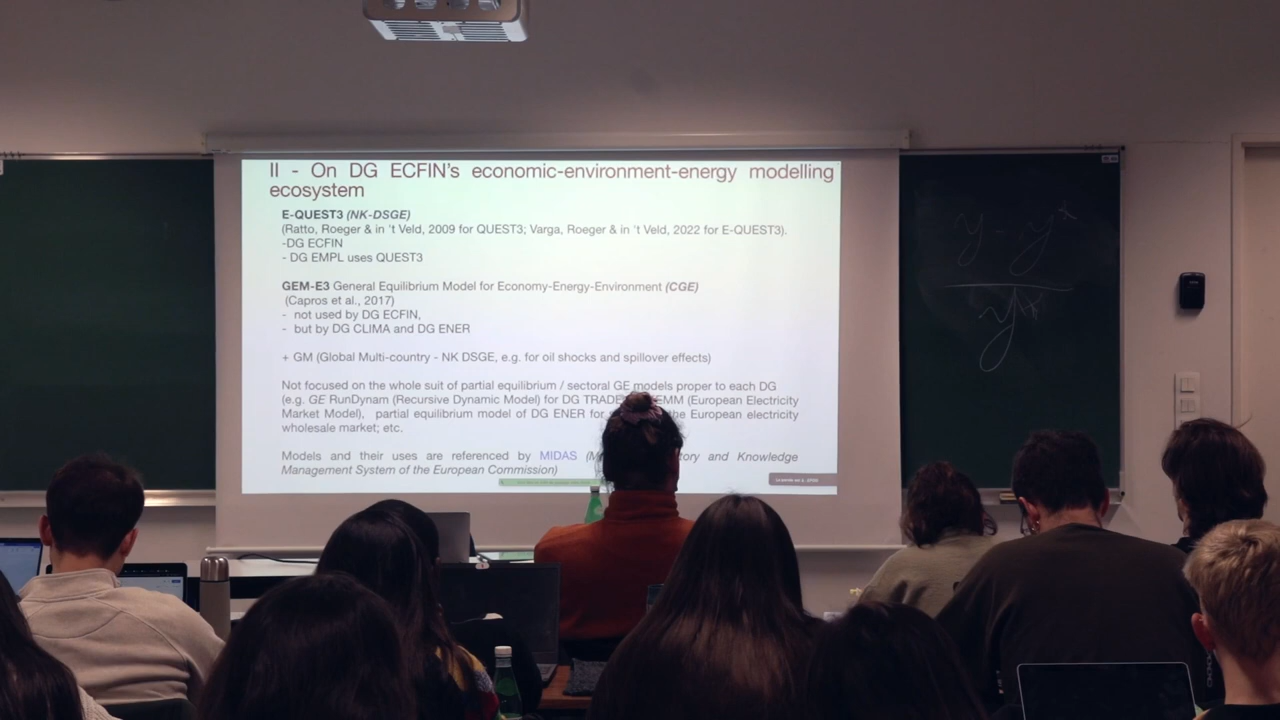 II - On DG ECFIN's economic-environment-energy modelling
ecosystem
E-QUEST3 (NK-DSGE)
(Ratto, Roeger & in 't Veld, 2009 for QUEST3; Varga, Roeger & in 't Veld, 2022 for E-QUEST3).
-DG ECFIN
- DG EMPL uses QUEST3
GEM-E3 General Equilibrium Model for Economy-Energy-Environment (CGE)
(Capros et al., 2017)
- not used by DG ECFIN,
- but by DG CLIMA and DG ENER
+ GM (Global Multi-country - NK DSGE, e.g. for oil shocks and spillover effects)
Not focused on the whole suit of partial equilibrium / sectoral GE models proper to each DG
(e.g. GE RunDynam (Recursive Dynamic Model) for DG TRADE (European Electricity
Market Model), partial equilibrium model of DG ENER for the European electricity
wholesale market; etc.
Models and their uses are referenced by MIDAS and Knowledge
Management System of the European Commission)
y - y*
y*